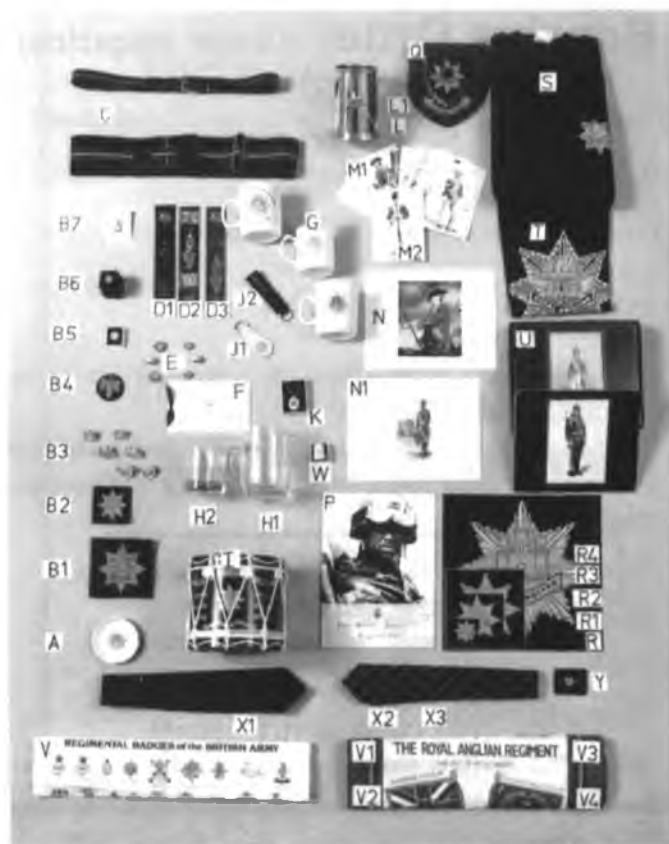 Q
S
C
L1
L
M1
G
B7
T
M2
B6
D1 D2 D3
J2
N
B5
J1
U
E
B4
F
K
N1
B3
W
B2
H2
H1
P
R4
B1
R3
R2
R1
A
R
Y
X1
X2
X3
V
REGIMENTAL BADGES of the BRITISH ARMY
V1
THE ROYAL ANGLIAN REGIMENT
V3
V2
V4